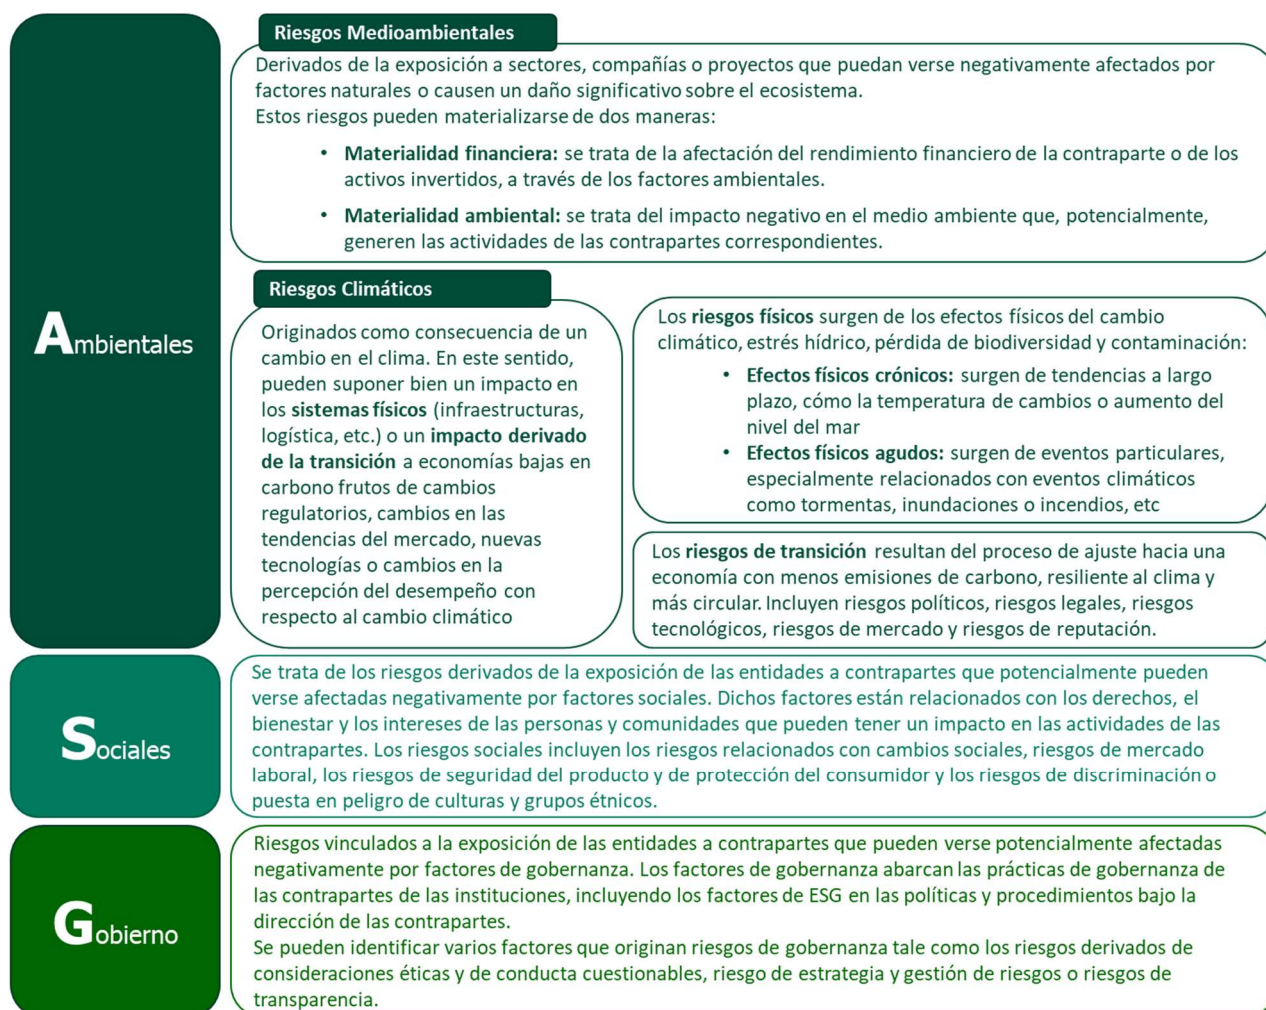 Ambientales
Riesgos Medioambientales
Derivados de la exposición a sectores, compañías o proyectos que puedan verse negativamente afectados por
factores naturales o causen un daño significativo sobre el ecosistema.
Estos riesgos pueden materializarse de dos maneras:
• Materialidad financiera: se trata de la afectación del rendimiento financiero de la contraparte o de los
activos invertidos, a través de los factores ambientales.
• Materialidad ambiental: se trata del impacto negativo en el medio ambiente que, potencialmente,
generen las actividades de las contrapartes correspondientes.
Riesgos Climáticos
Originados como consecuencia de un
cambio en el clima. En este sentido,
pueden suponer bien un impacto en
los sistemas físicos (infraestructuras,
logística, etc.) o un impacto derivado
de la transición a economías bajas en
carbono frutos de cambios
regulatorios, cambios en las
tendencias del mercado, nuevas
tecnologías o cambios en la
percepción del desempeño con
respecto al cambio climático
Los riesgos físicos surgen de los efectos físicos del cambio
climático, estrés hídrico, pérdida de biodiversidad y contaminación:
• Efectos físicos crónicos: surgen de tendencias a largo
plazo, cómo la temperatura de cambios o aumento del
nivel del mar
• Efectos físicos agudos: surgen de eventos particulares,
especialmente relacionados con eventos climáticos
como tormentas, inundaciones o incendios, etc
Los riesgos de transición resultan del proceso de ajuste hacia una
economía con menos emisiones de carbono, resiliente al clima y
más circular. Incluyen riesgos políticos, riesgos legales, riesgos
tecnológicos, riesgos de mercado y riesgos de reputación.
Sociales
Se trata de los riesgos derivados de la exposición de las entidades a contrapartes que potencialmente pueden
verse afectadas negativamente por factores sociales. Dichos factores están relacionados con los derechos, el
bienestar y los intereses de las personas y comunidades que pueden tener un impacto en las actividades de las
contrapartes. Los riesgos sociales incluyen los riesgos relacionados con cambios sociales, riesgos de mercado
laboral, los riesgos de seguridad del producto y de protección del consumidor y los riesgos de discriminación o
puesta en peligro de culturas y grupos étnicos.
Gobierno
Riesgos vinculados a la exposición de las entidades a contrapartes que pueden verse potencialmente afectadas
negativamente por factores de gobernanza. Los factores de gobernanza abarcan las prácticas de gobernanza de
las contrapartes de las instituciones, incluyendo los factores de ESG en las políticas y procedimientos bajo la
dirección de las contrapartes.
Se pueden identificar varios factores que originan riesgos de gobernanza tale como los riesgos derivados de
consideraciones éticas y de conducta cuestionables, riesgo de estrategia y gestión de riesgos o riesgos de
transparencia.